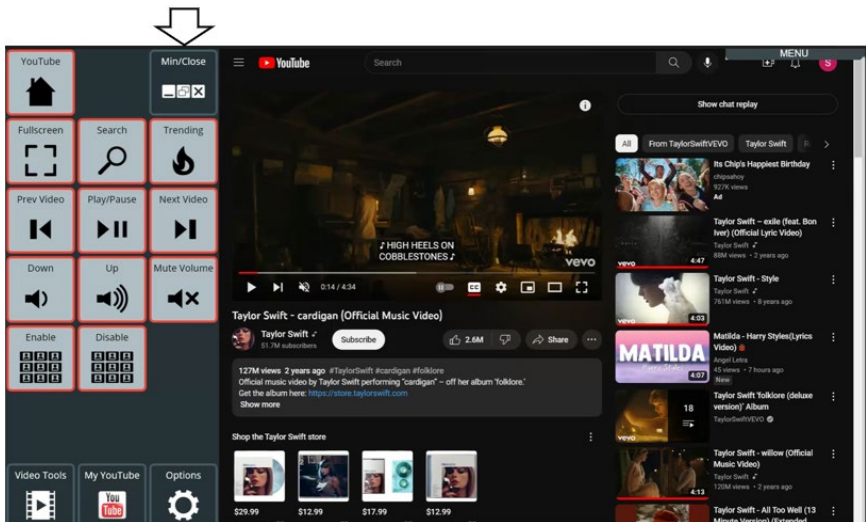 YouTube
Min/Close
Fullscreen
Search
Trending
Prev Video
Play/Pause
Next Video
Down
Up
Mute Volume
Enable
Disable
Video Tools
My YouTube
You
Tube
Options
YouTube
Search
MENU
S
♪ HIGH HEELS ON
COBBLESTONES ♪
vevo
0:14 / 4:34
CC
Taylor Swift - cardigan (Official Music Video)
Taylor Swift
51.7M subscribers
Subscribe
2.6M
Share
127M views 2 years ago #TaylorSwift #cardigan #folklore
Official music video by Taylor Swift performing "cardigan" – off her album 'folklore.'
Get the album here: https://store.taylorswift.com
Show more
Shop the Taylor Swift store
$29.99
$12.99
$17.99
$12.99
Show chat replay
All
From TaylorSwiftVEVO
Taylor Swift
Its Chip's Happiest Birthday
chipsahoy
927K views
Ad
Taylor Swift – exile (feat. Bon
Iver) (Official Lyric Video)
Taylor Swift
88M views • 2 years ago
vevo
4:47
Taylor Swift - Style
Taylor Swift
761M views • 8 years ago
4:03
Matilda - Harry Styles(Lyrics
Video)
Angel Letra
45 views • 7 hours ago
New
MATILDA
Harry Styles
4:07
Taylor Swift 'folklore (deluxe
version)' Album
TaylorSwiftVEVO
18
vevo
Taylor Swift - willow (Official
Music Video)
Taylor Swift
120M views • 2 years ago
4:13
Taylor Swift - All Too Well (13
Minute Version) (Extended